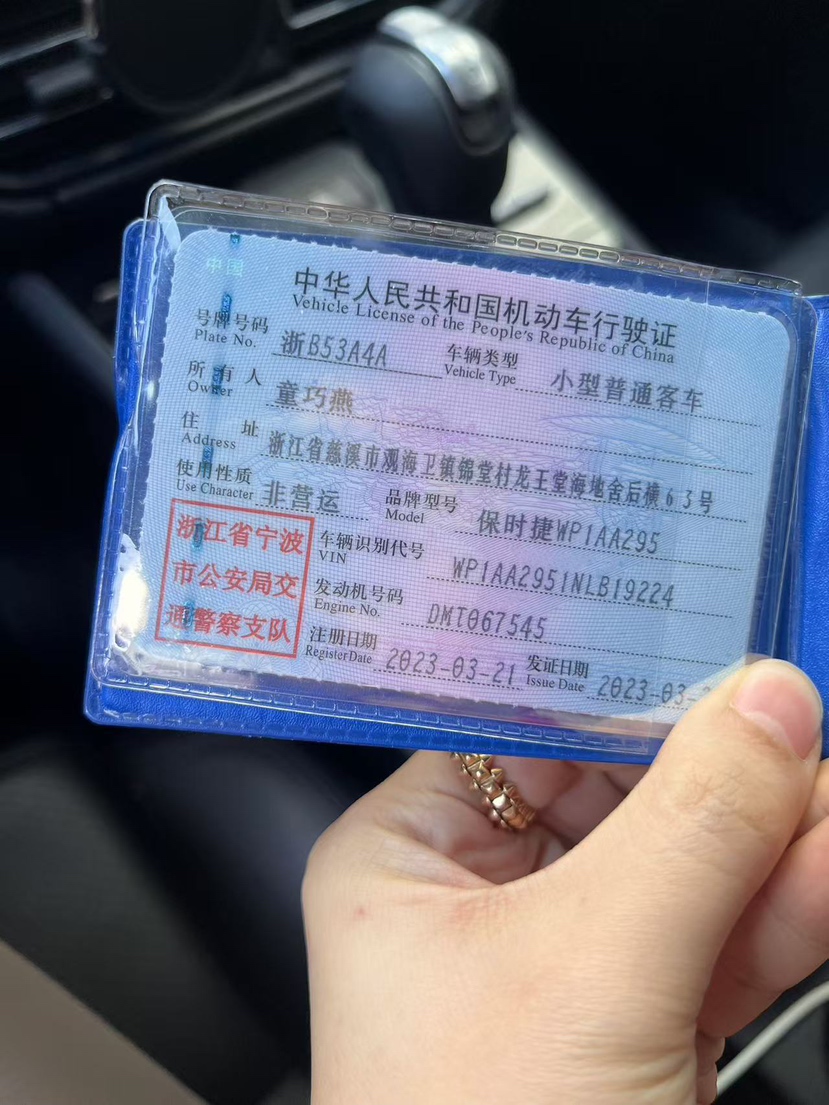 中国
中华人民共和国机动车行驶证
Vehicle License of the People's Republic of China
号牌号码 浙B53A4A 车辆类型 小型普通客车
Plate No. Vehicle Type
所有人 童巧燕
Owner
住址 浙江省慈溪市观海卫镇锦堂村龙王堂海地舍后横63号
Address
使用性质 非营运 品牌型号 保时捷WP1AA295
Use Character Model
浙江省宁波
市公安局交
通警察支队
车辆识别代号 WP1AA2951NLB19224
VIN
发动机号码 DMT067545
Engine No.
注册日期 2023-03-21 发证日期 2023-03-
Register Date Issue Date